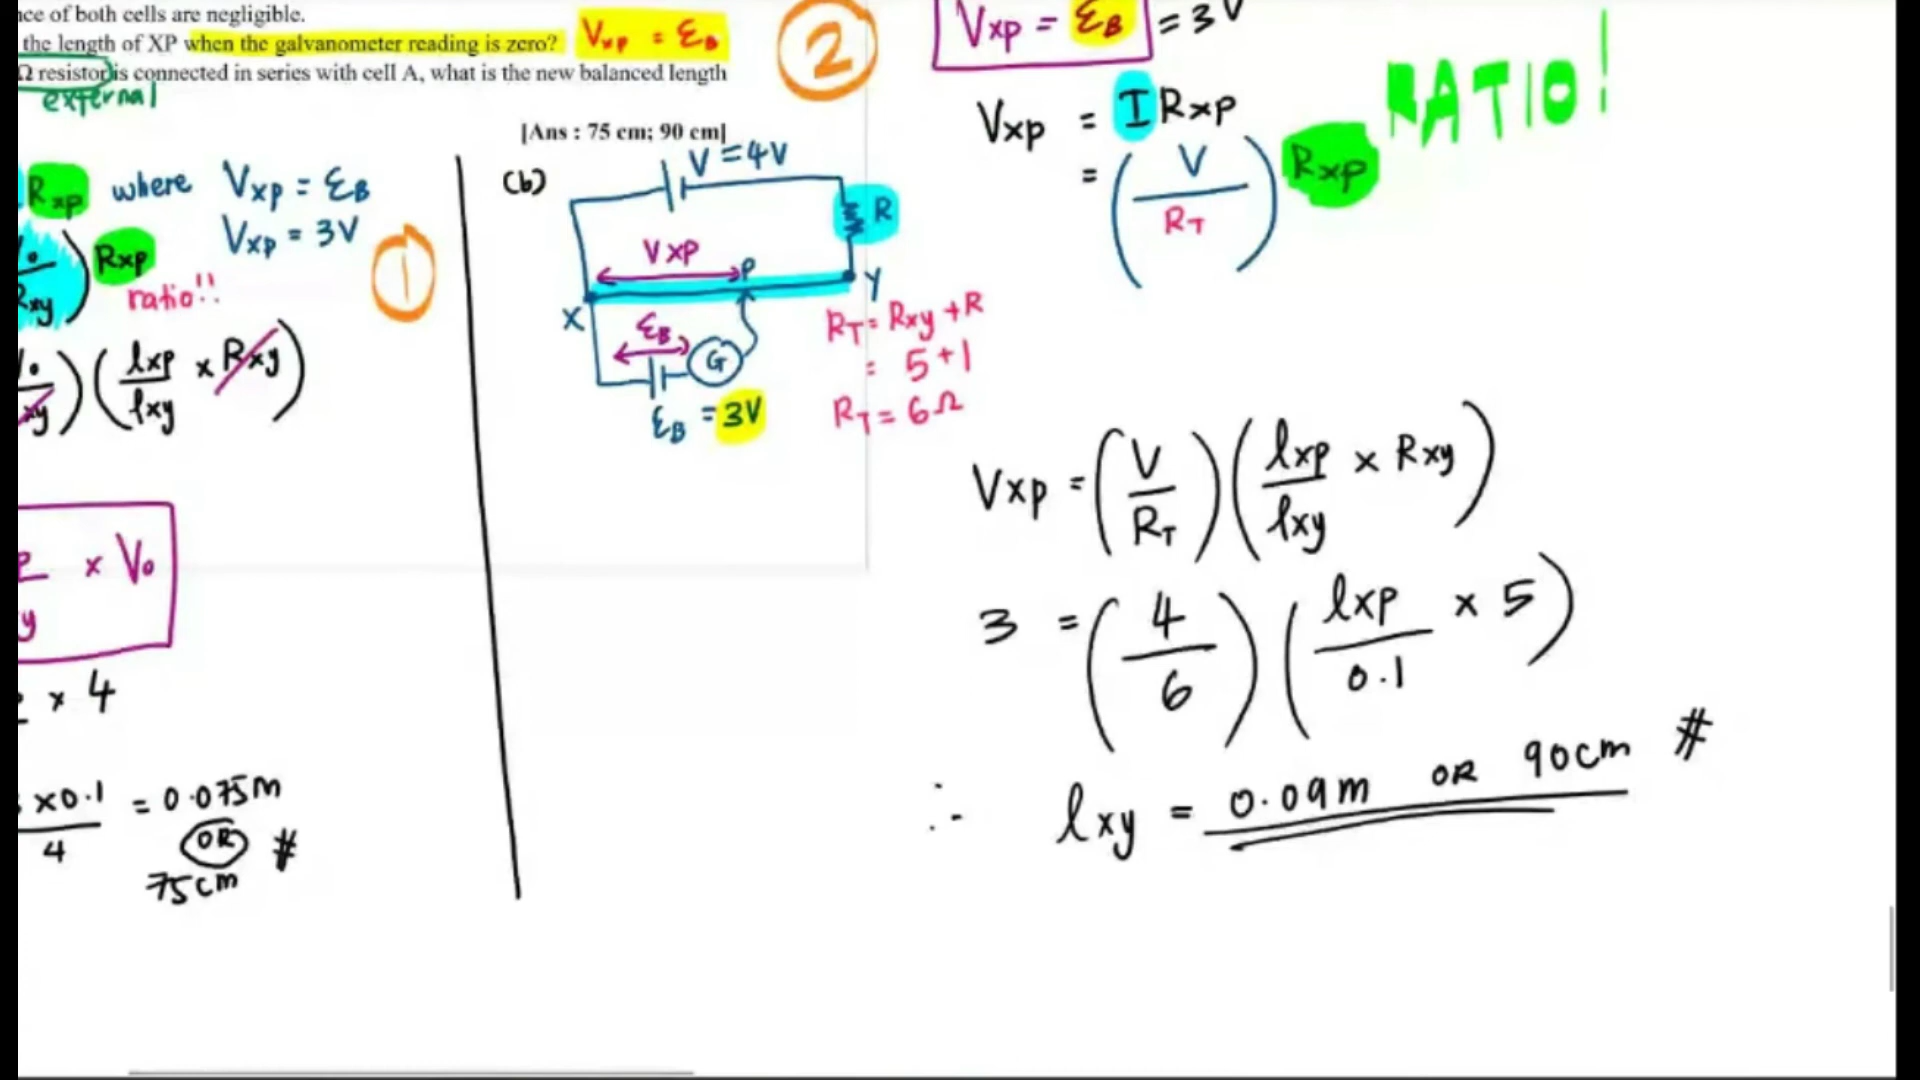 nce of both cells are negligible.
the length of XP when the galvanometer reading is zero? Vxp = εB
Ω resistor is connected in series with cell A, what is the new balanced length
external
[Ans : 75 cm; 90 cm]
2
Rxp where Vxp = εB
Vxp = 3V
Rxy) Rxp
ratio!!
1
) ( lxp / lxy × Rxy )
× V₀
y
× 4
×0.1 / 4 = 0.075m
OR #
75cm
(b)
V = 4V
R
VXP
P
X
Y
εB
G
εB = 3V
RT = Rxy + R
= 5+1
RT = 6Ω
Vxp = εB = 3V
Vxp = I Rxp
= ( V / RT ) Rxp
RATIO!
Vxp = ( V / RT ) ( lxp / lxy × Rxy )
3 = ( 4 / 6 ) ( lxp / 0.1 × 5 )
∴ lxy = 0.09m OR 90cm #